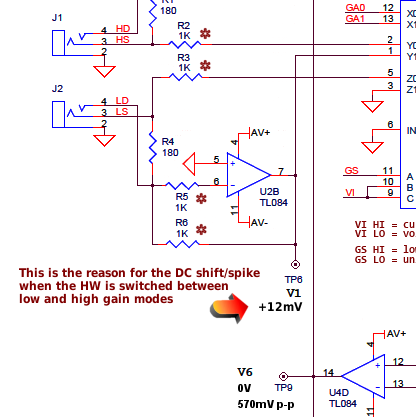 R1
180
J1
4 HD
3 HS
2
R2
1K
R3
1K
J2
4 LD
3 LS
2
R4
180
5
+
6
-
4
AV+
7
U2B
TL084
11
AV-
R5
1K
R6
1K
GA0 12 X0
GA1 13 X1
2 Y0
1 Y1
5 Z0
3 Z1
6 IN
GS 11 A
10 B
VI 9 C
VI HI = cu
VI LO = vo
GS HI = lo
GS LO = un
This is the reason for the DC shift/spike
when the HW is switched between
low and high gain modes
TP6
V1
+12mV
V6
0V
570mV p-p
TP9
14
4
AV+
12
13
U4D
TL084
11